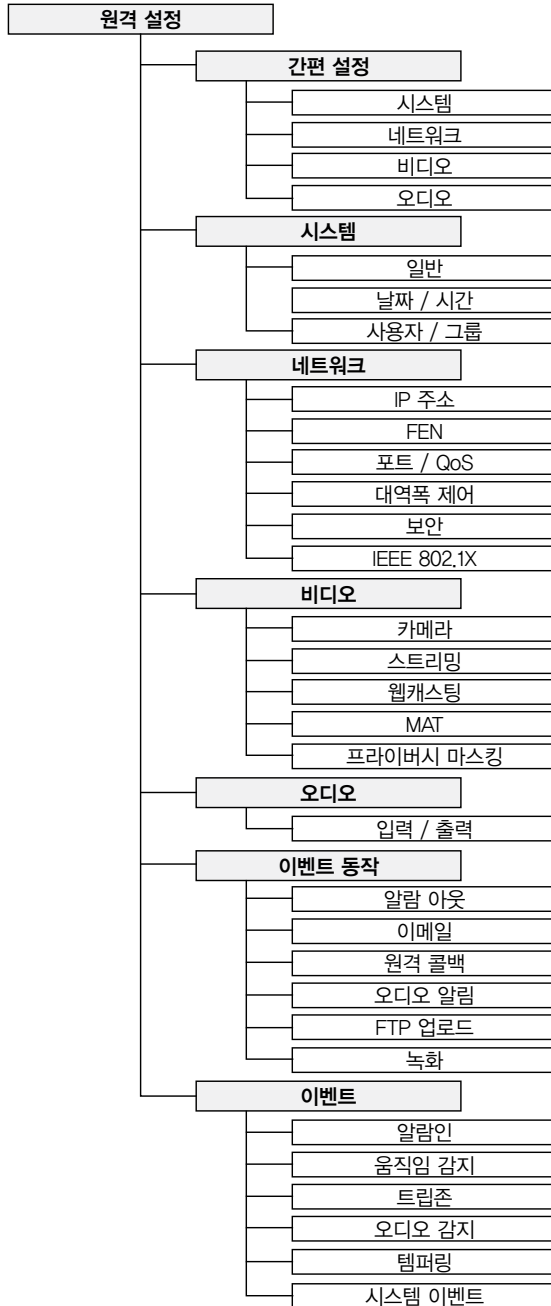 원격 설정
간편 설정
시스템
네트워크
비디오
오디오
시스템
일반
날짜 / 시간
사용자 / 그룹
네트워크
IP 주소
FEN
포트 / QoS
대역폭 제어
보안
IEEE 802.1X
비디오
카메라
스트리밍
웹캐스팅
MAT
프라이버시 마스킹
오디오
입력 / 출력
이벤트 동작
알람 아웃
이메일
원격 콜백
오디오 알림
FTP 업로드
녹화
이벤트
알람인
움직임 감지
트립존
오디오 감지
템퍼링
시스템 이벤트